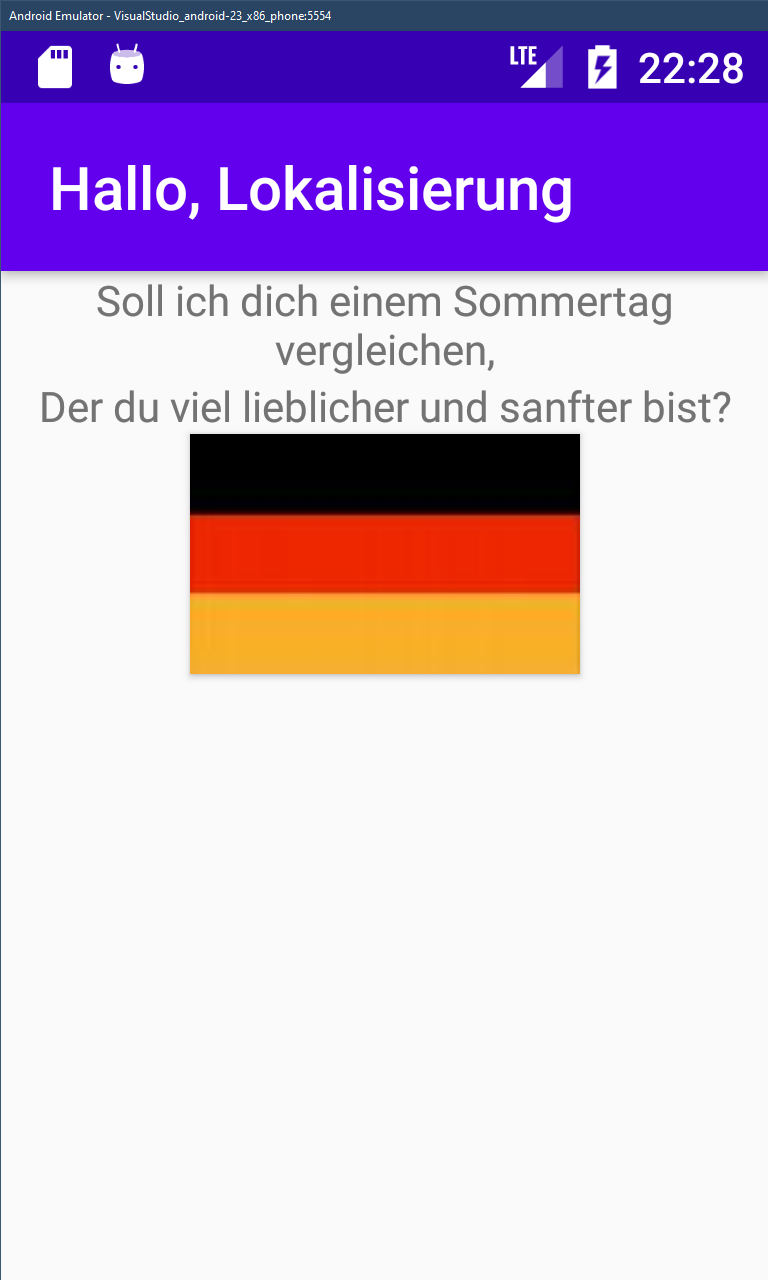 Android Emulator - VisualStudio_android-23_x86_phone:5554
LTE 22:28
Hallo, Lokalisierung
Soll ich dich einem Sommertag
vergleichen,
Der du viel lieblicher und sanfter bist?